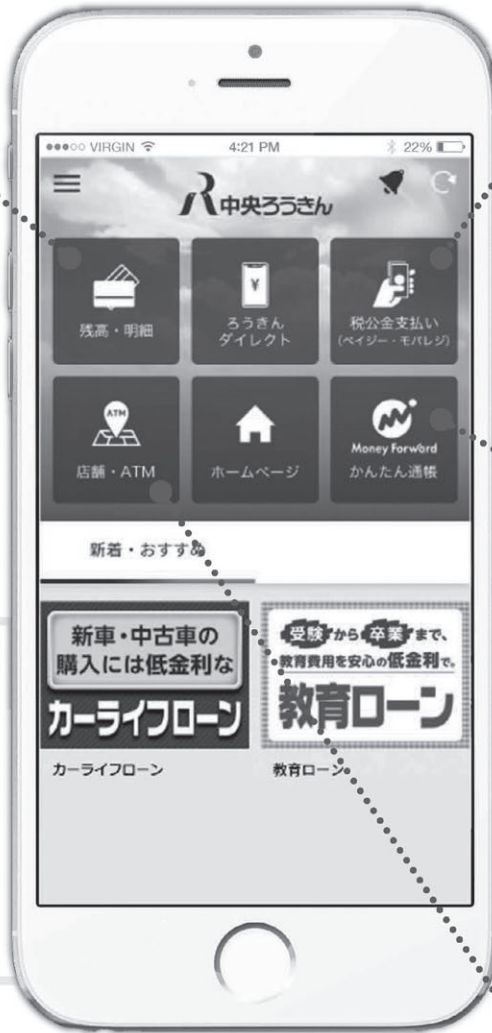 ●●●○○ VIRGIN 4:21 PM 22%
中央ろうきん
残高・明細
ろうきん
ダイレクト
税公金支払い
(ペイジー・モバレジ)
ATM
店舗・ATM
ホームページ
Money Forward
かんたん通帳
新着・おすすめ
新車・中古車の
購入には低金利な
カーライフローン
カーライフローン
受験から卒業まで、
教育費用を安心の低金利で。
教育ローン
教育ローン